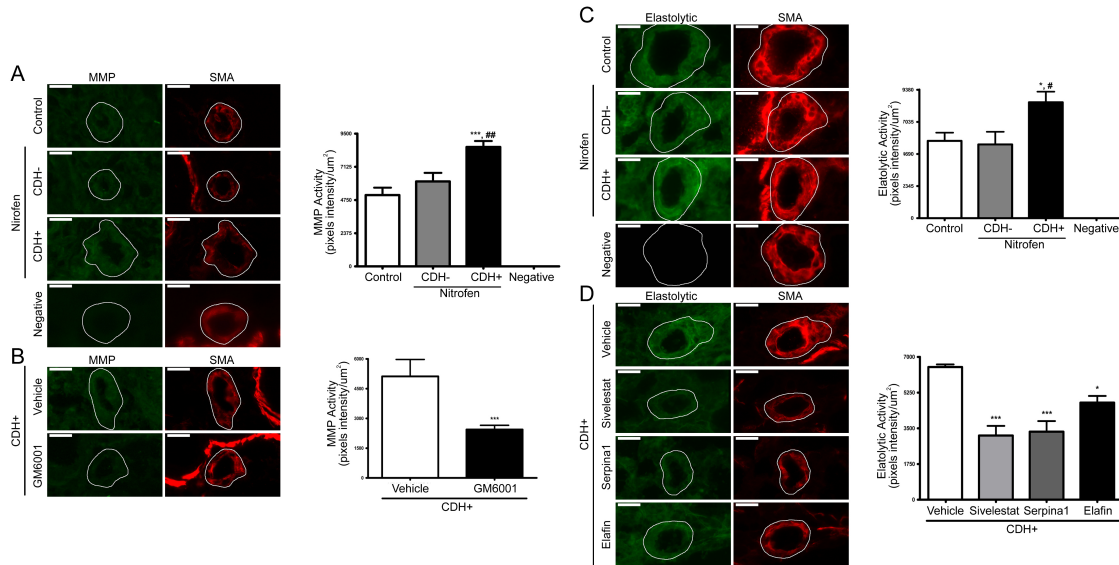 A
MMP
SMA
Control
Nirofen
CDH-
CDH+
Negative
MMP Activity
(pixels intensity/um²)
9500
7125
4750
2375
0
***, ##
Control
CDH-
CDH+
Negative
Nitrofen
B
MMP
SMA
CDH+
Vehicle
GM6001
MMP Activity
(pixels intensity/um²)
6000
4500
3000
1500
0
***
Vehicle
GM6001
CDH+
C
Elastolytic
SMA
Control
Nirofen
CDH-
CDH+
Negative
Elatolytic Activity
(pixels intensity/um²)
9380
7035
4690
2345
0
*, #
Control
CDH-
CDH+
Negative
Nitrofen
D
Elastolytic
SMA
CDH+
Vehicle
Sivelestat
Serpina1
Elafin
Elatolytic Activity
(pixels intensity/um²)
7000
5250
3500
1750
0
***
***
*
Vehicle
Sivelestat
Serpina1
Elafin
CDH+